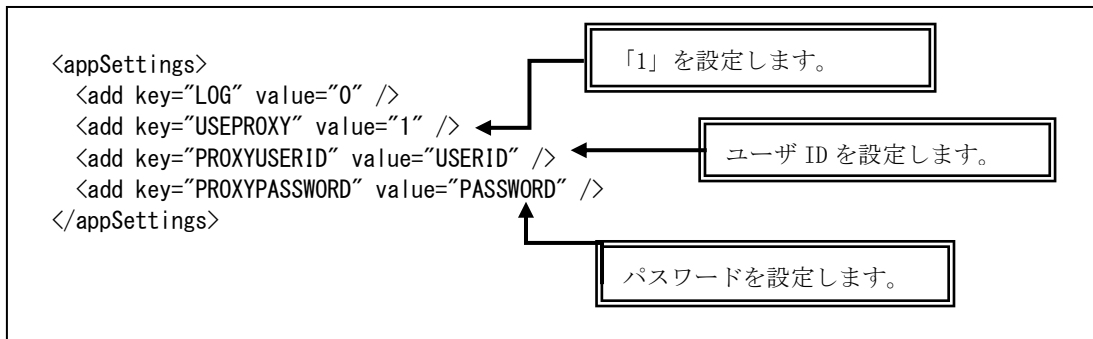 「1」を設定します。
<appSettings>
<add key="LOG" value="0" />
<add key="USEPROXY" value="1" />
<add key="PROXYUSERID" value="USERID" />
ユーザ ID を設定します。
<add key="PROXYPASSWORD" value="PASSWORD" />
</appSettings>
パスワードを設定します。